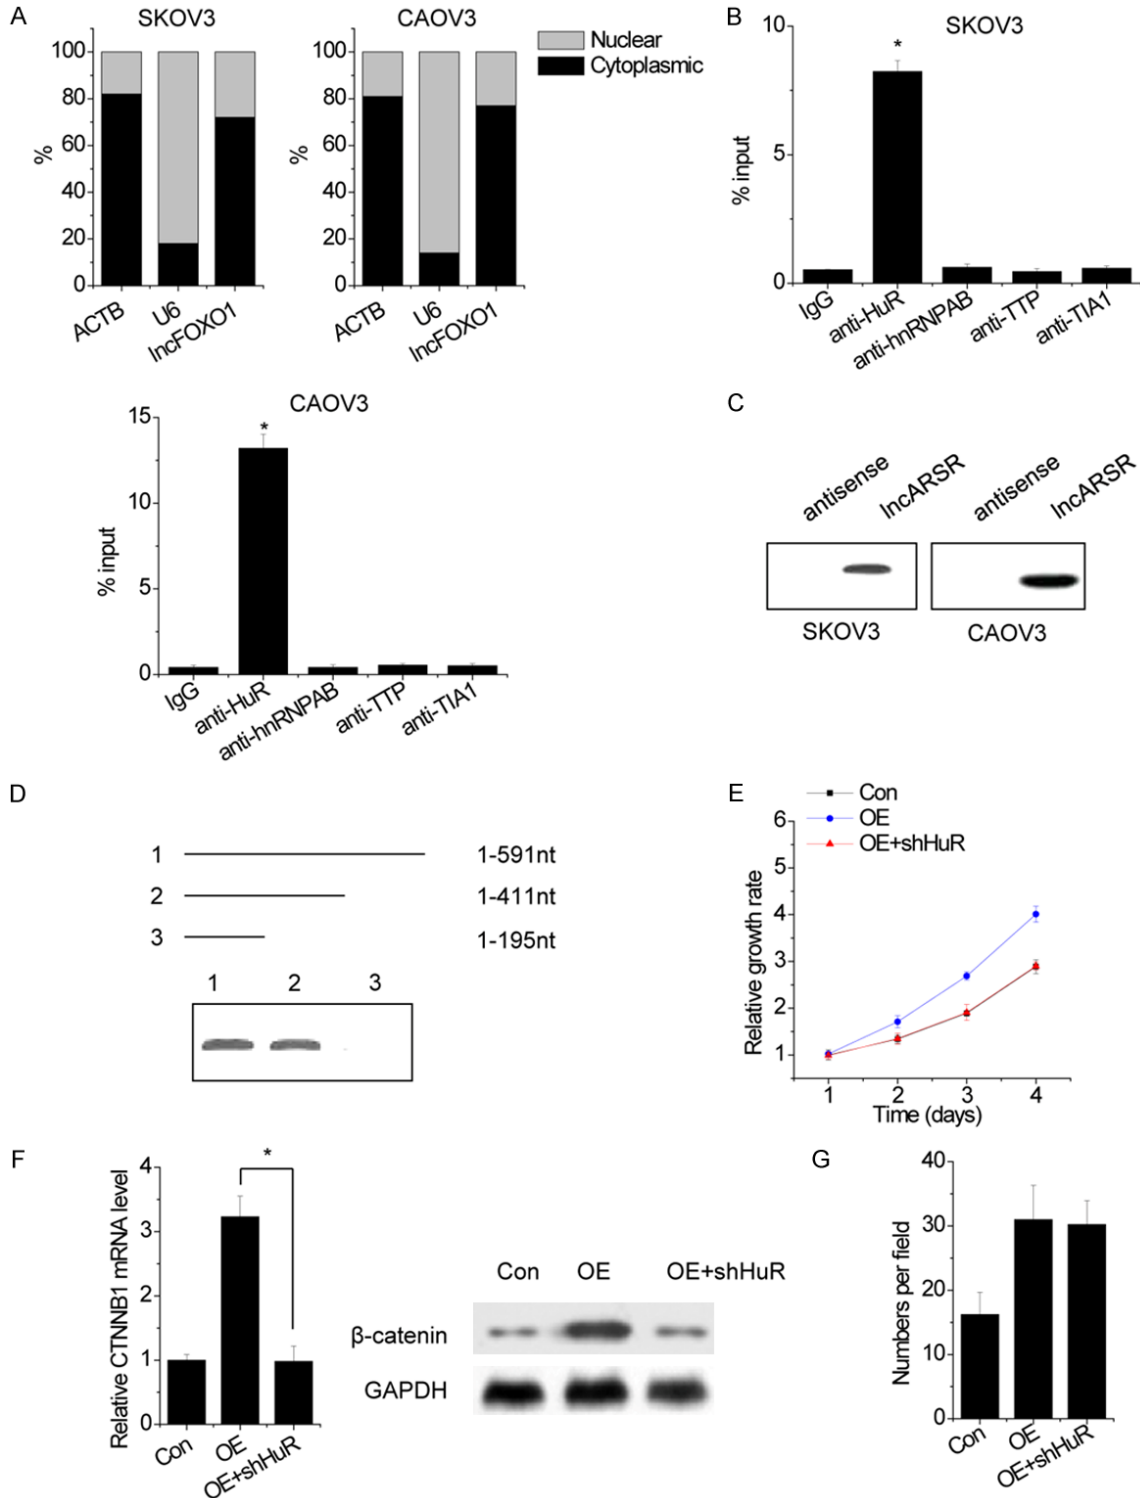 A
SKOV3
CAOV3
Nuclear
Cytoplasmic
%
100
80
60
40
20
0
ACTB
U6
lncFOXO1
%
100
80
60
40
20
0
ACTB
U6
lncFOXO1
B
SKOV3
% input
10
5
0
*
IgG
anti-HuR
anti-hnRNPAB
anti-TTP
anti-TIA1
CAOV3
% input
15
10
5
0
*
IgG
anti-HuR
anti-hnRNPAB
anti-TTP
anti-TIA1
C
antisense
lncARSR
antisense
lncARSR
SKOV3
CAOV3
D
1 1-591nt
2 1-411nt
3 1-195nt
1 2 3
E
Con
OE
OE+shHuR
Relative growth rate
6
5
4
3
2
1
1 2 3 4
Time (days)
F
Relative CTNNB1 mRNA level
4
3
2
1
0
*
Con
OE
OE+shHuR
Con OE OE+shHuR
β-catenin
GAPDH
G
Numbers per field
40
30
20
10
0
Con
OE
OE+shHuR